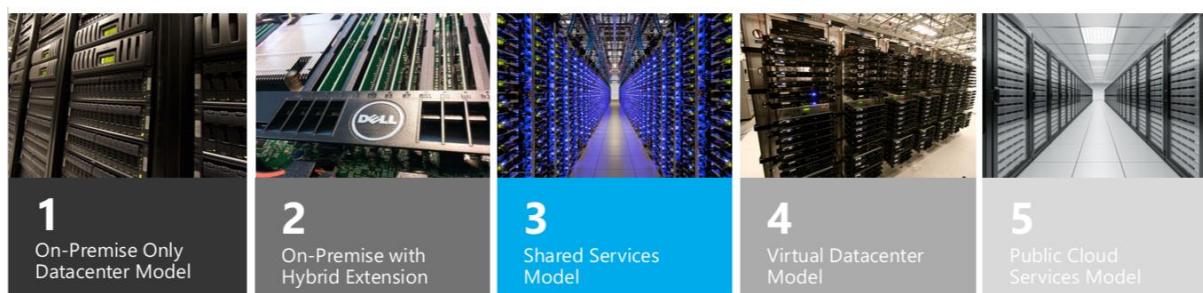 DELL
1
On-Premise Only
Datacenter Model
2
On-Premise with
Hybrid Extension
3
Shared Services
Model
4
Virtual Datacenter
Model
5
Public Cloud
Services Model